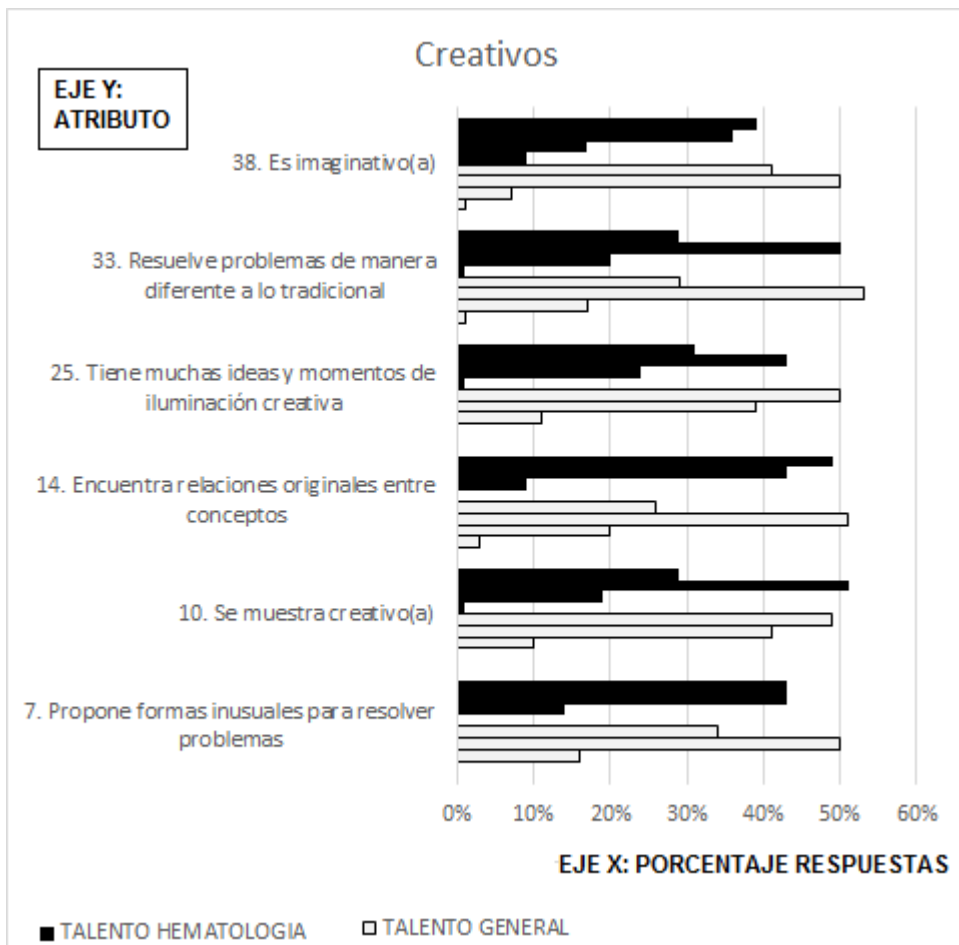 Creativos
EJE Y:
ATRIBUTO
38. Es imaginativo(a)
33. Resuelve problemas de manera
diferente a lo tradicional
25. Tiene muchas ideas y momentos de
iluminación creativa
14. Encuentra relaciones originales entre
conceptos
10. Se muestra creativo(a)
7. Propone formas inusuales para resolver
problemas
0% 10% 20% 30% 40% 50% 60%
EJE X: PORCENTAJE RESPUESTAS
TALENTO HEMATOLOGIA TALENTO GENERAL